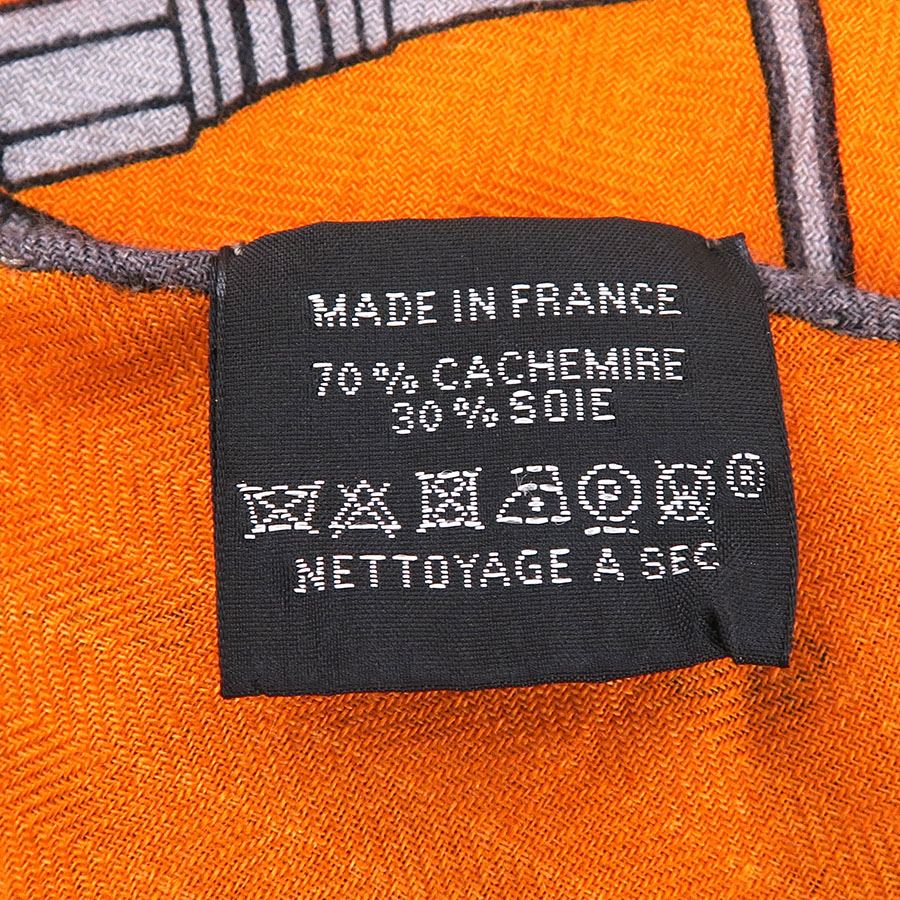 MADE IN FRANCE
70% CACHEMIRE
30% SOIE
P W ®
NETTOYAGE A SEC